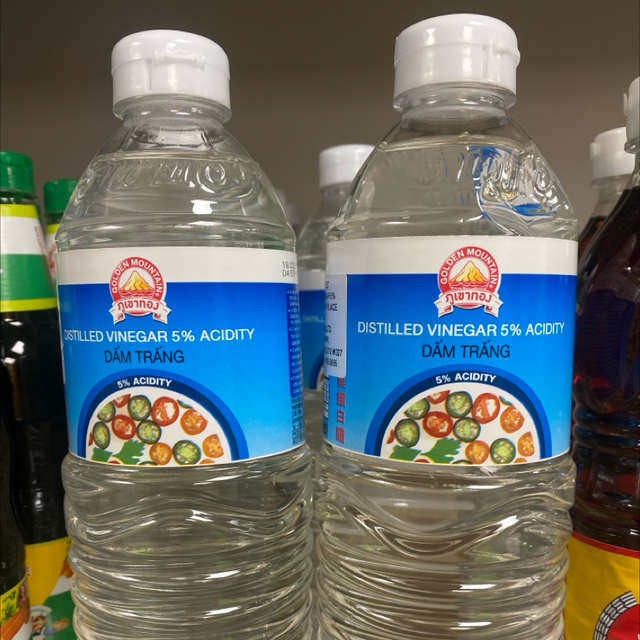 GOLDEN MOUNTAIN
ภูเขาทอง
DISTILLED VINEGAR 5% ACIDITY
DẤM TRẮNG
5% ACIDITY
GOLDEN MOUNTAIN
ภูเขาทอง
DISTILLED VINEGAR 5% ACIDITY
DẤM TRẮNG
5% ACIDITY